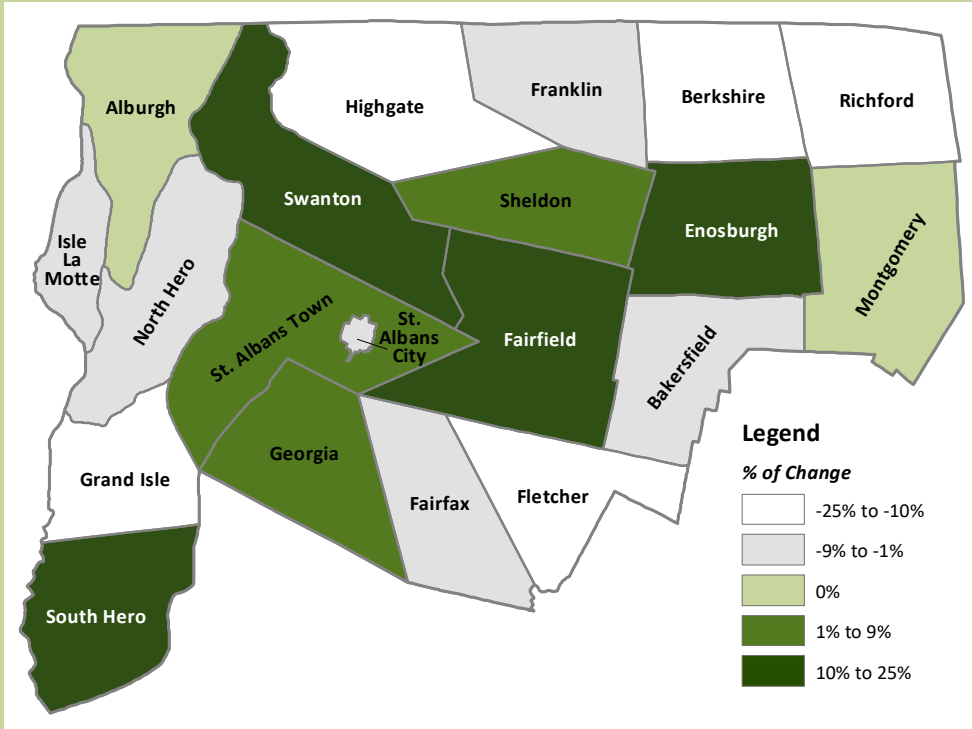 Alburgh
Highgate
Franklin
Berkshire
Richford
Swanton
Sheldon
Enosburgh
Montgomery
Isle
La
Motte
North Hero
St. Albans Town
St.
Albans
City
Fairfield
Bakersfield
Grand Isle
Georgia
Fairfax
Fletcher
South Hero
Legend
% of Change
-25% to -10%
-9% to -1%
0%
1% to 9%
10% to 25%